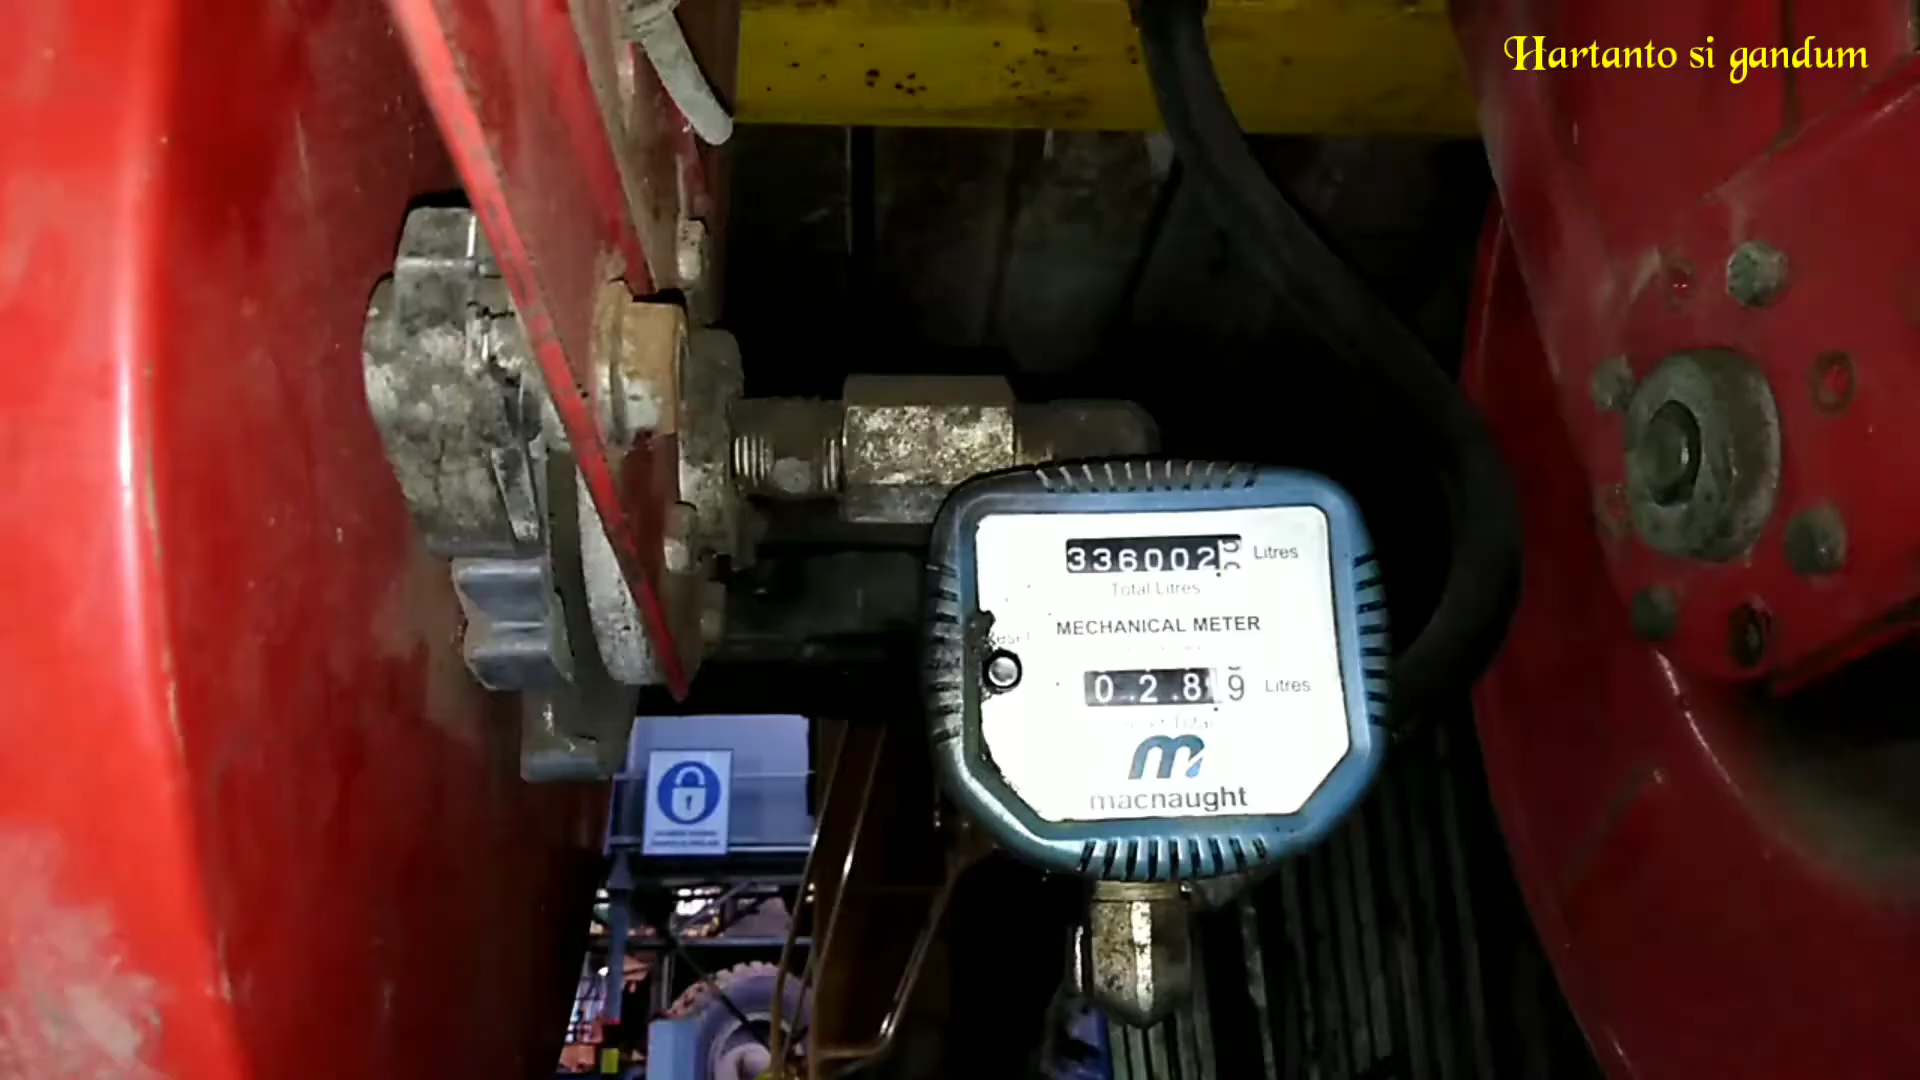 Hartanto si gandum
336002 Litres
Total Litres
MECHANICAL METER
0.2.8 9 Litres
macnaught